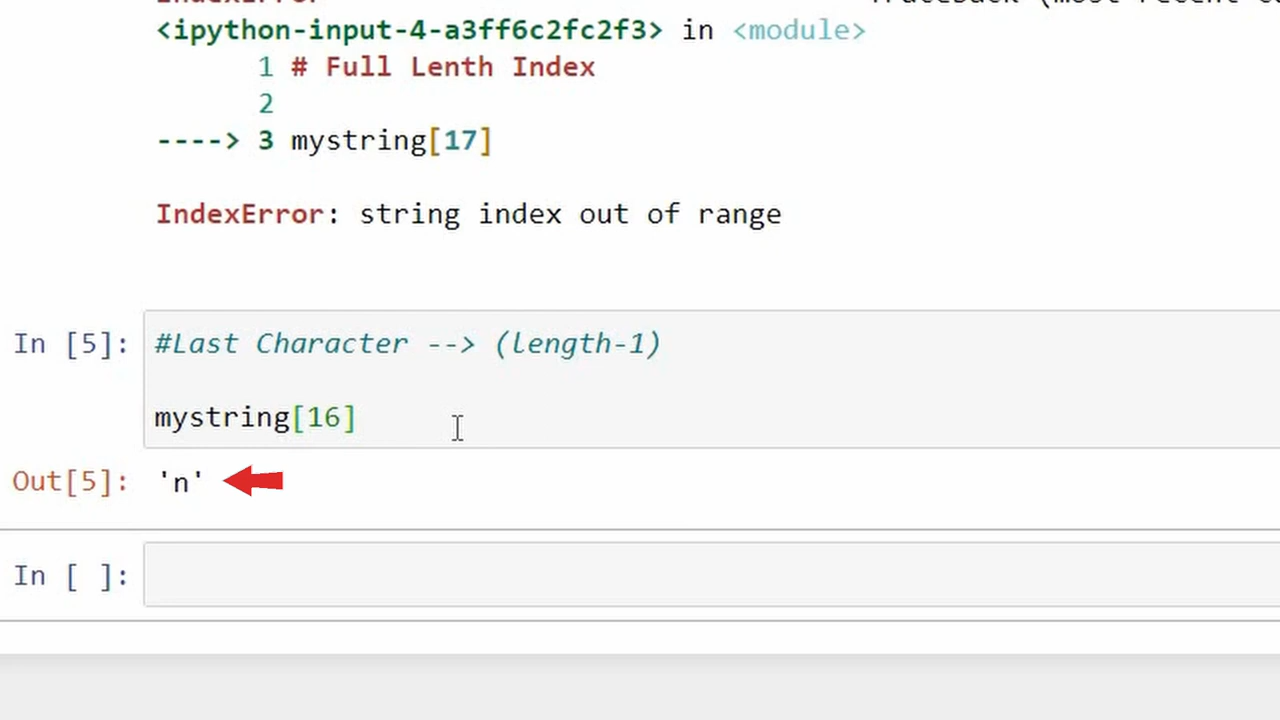 <ipython-input-4-a3ff6c2fc2f3> in <module>
1 # Full Lenth Index
2
----> 3 mystring[17]
IndexError: string index out of range
In [5]: #Last Character --> (length-1)
mystring[16]
Out[5]: 'n'
In [ ]: